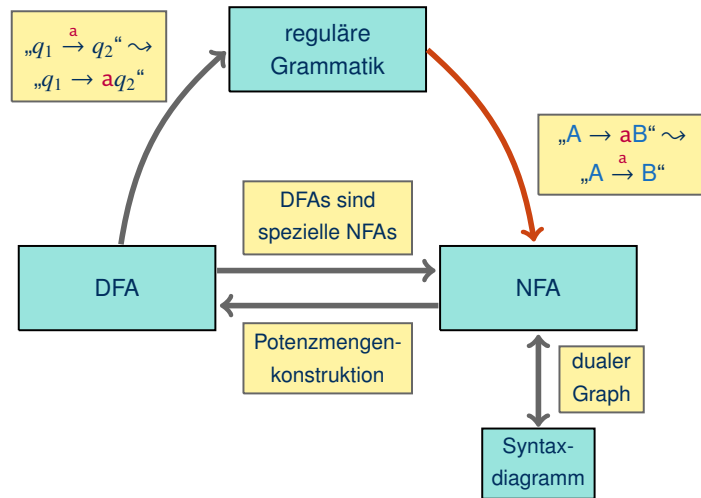 „q₁ →ᵃ q₂“ ⤳
„q₁ → aq₂“
reguläre
Grammatik
„A → aB“ ⤳
„A →ᵃ B“
DFAs sind
spezielle NFAs
DFA
NFA
Potenzmengen-
konstruktion
dualer
Graph
Syntax-
diagramm